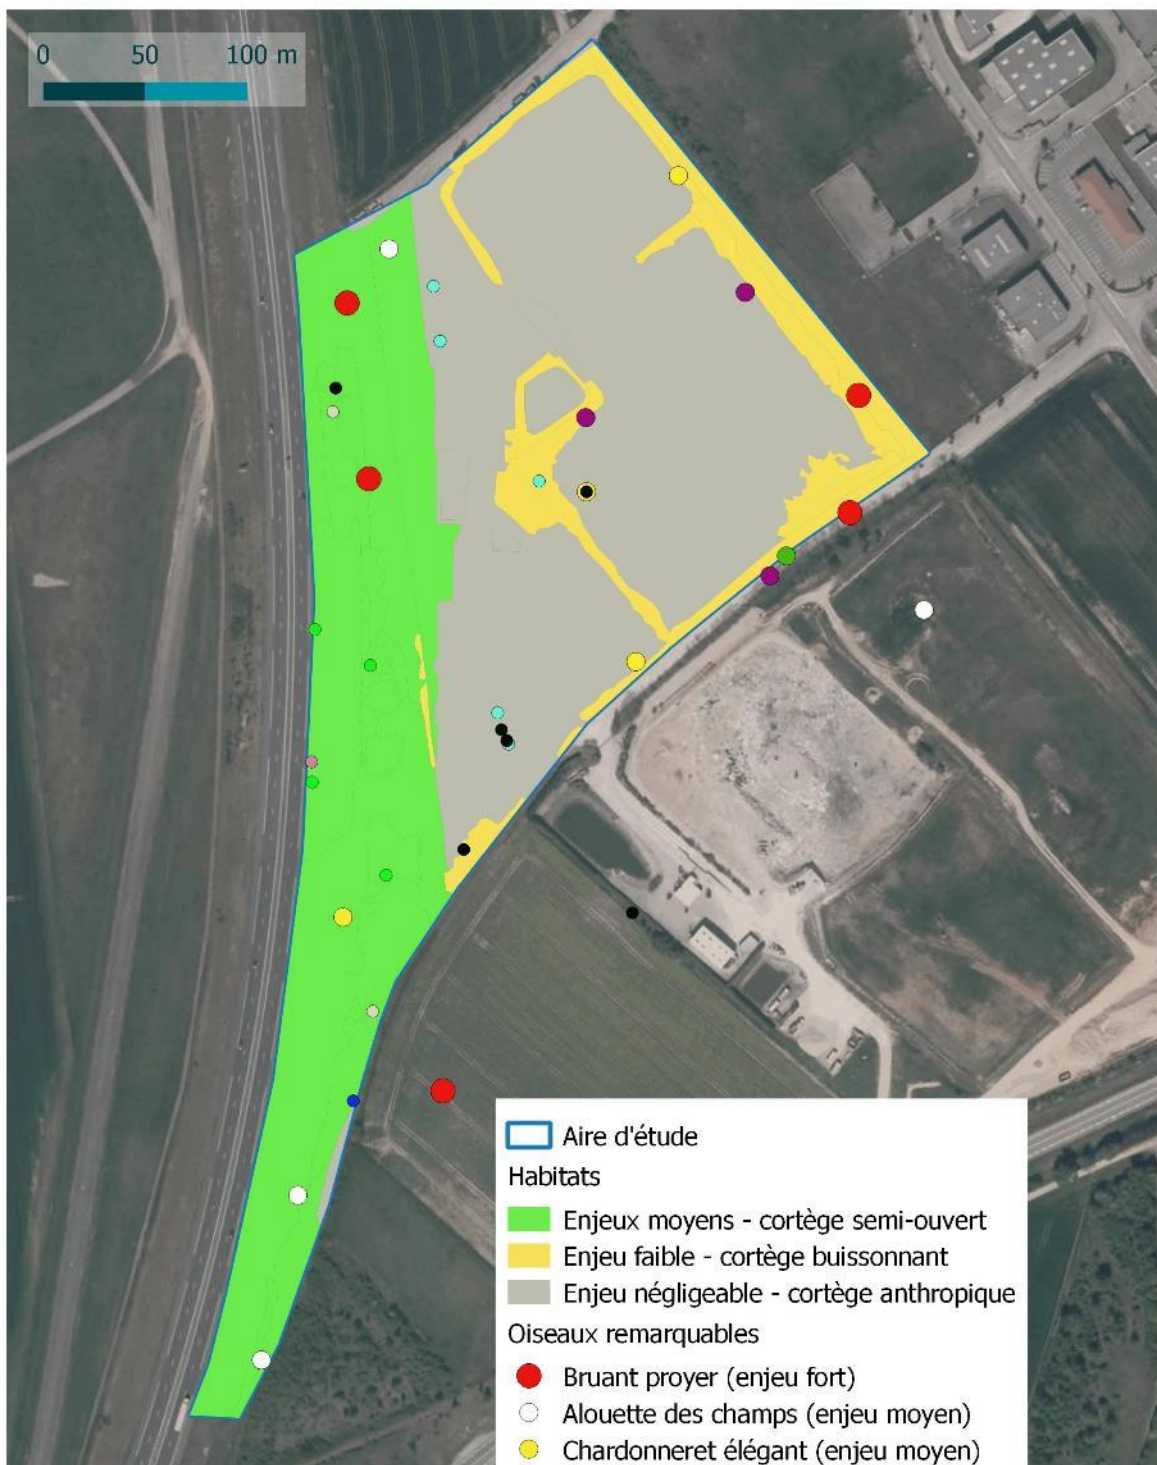 0 50 100 m
Aire d'étude
Habitats
Enjeux moyens - cortège semi-ouvert
Enjeu faible - cortège buissonnant
Enjeu négligeable - cortège anthropique
Oiseaux remarquables
Bruant proyer (enjeu fort)
Alouette des champs (enjeu moyen)
Chardonneret élégant (enjeu moyen)